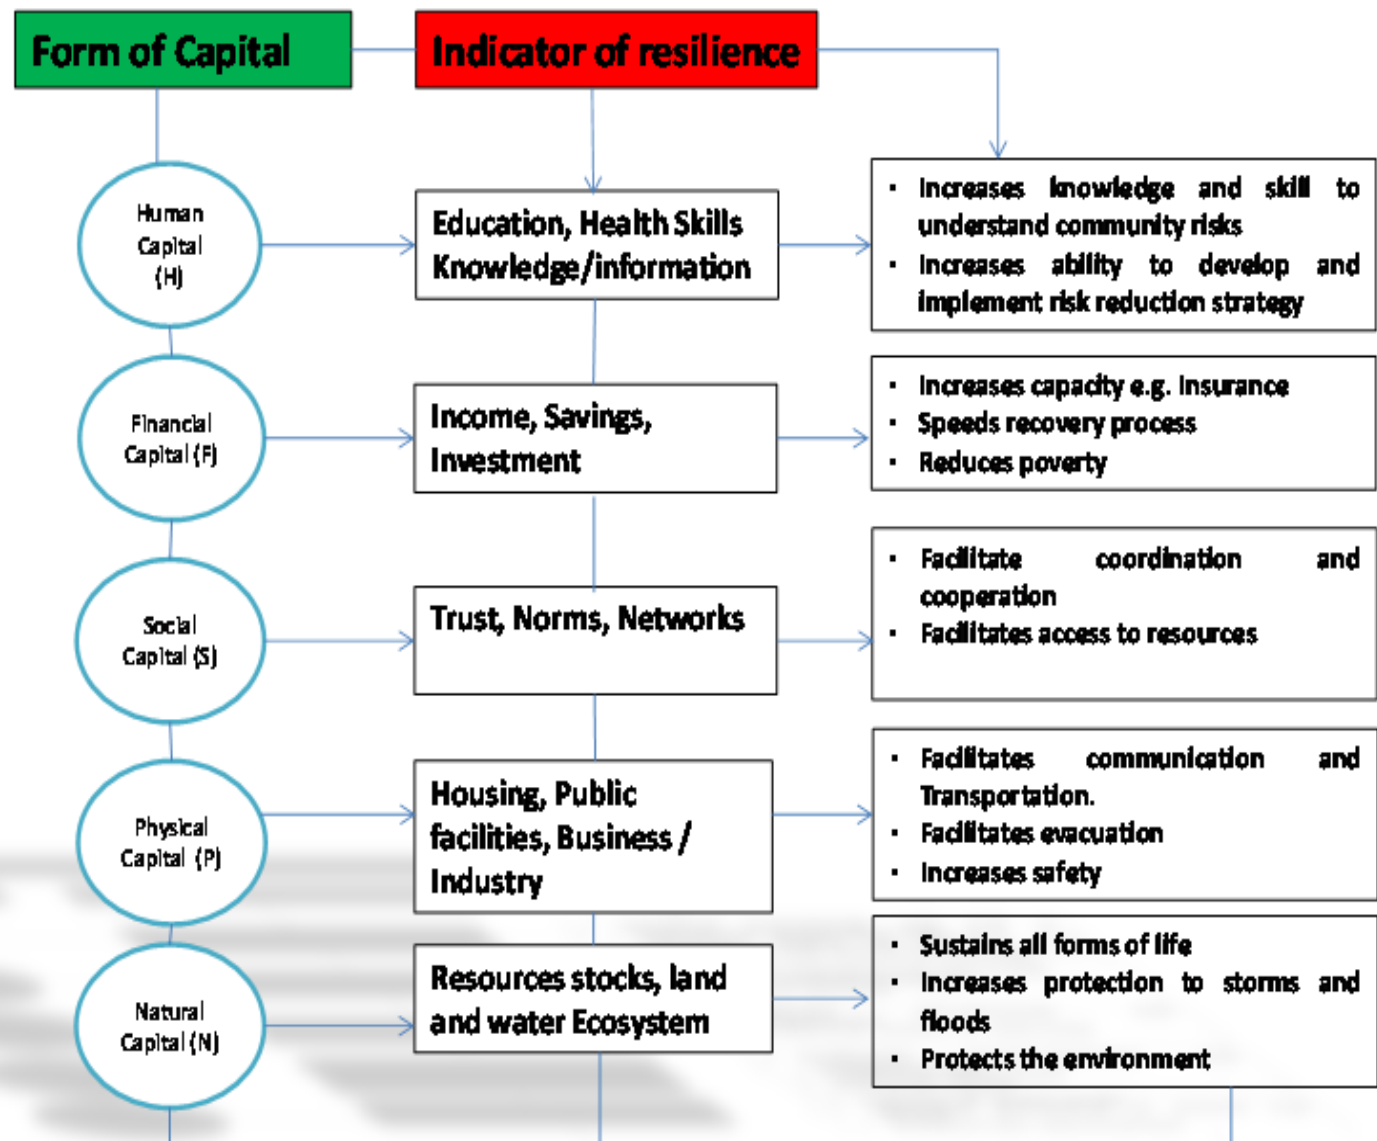 Form of Capital
Indicator of resilience
Human
Capital
(H)
Education, Health Skills
Knowledge/information
· Increases knowledge and skill to
understand community risks
· Increases ability to develop and
implement risk reduction strategy
Financial
Capital (F)
Income, Savings,
Investment
· Increases capacity e.g. Insurance
· Speeds recovery process
· Reduces poverty
Social
Capital (S)
Trust, Norms, Networks
· Facilitate coordination and
cooperation
· Facilitates access to resources
Physical
Capital (P)
Housing, Public
facilities, Business /
Industry
· Facilitates communication and
Transportation.
· Facilitates evacuation
· Increases safety
Natural
Capital (N)
Resources stocks, land
and water Ecosystem
· Sustains all forms of life
· Increases protection to storms and
floods
· Protects the environment